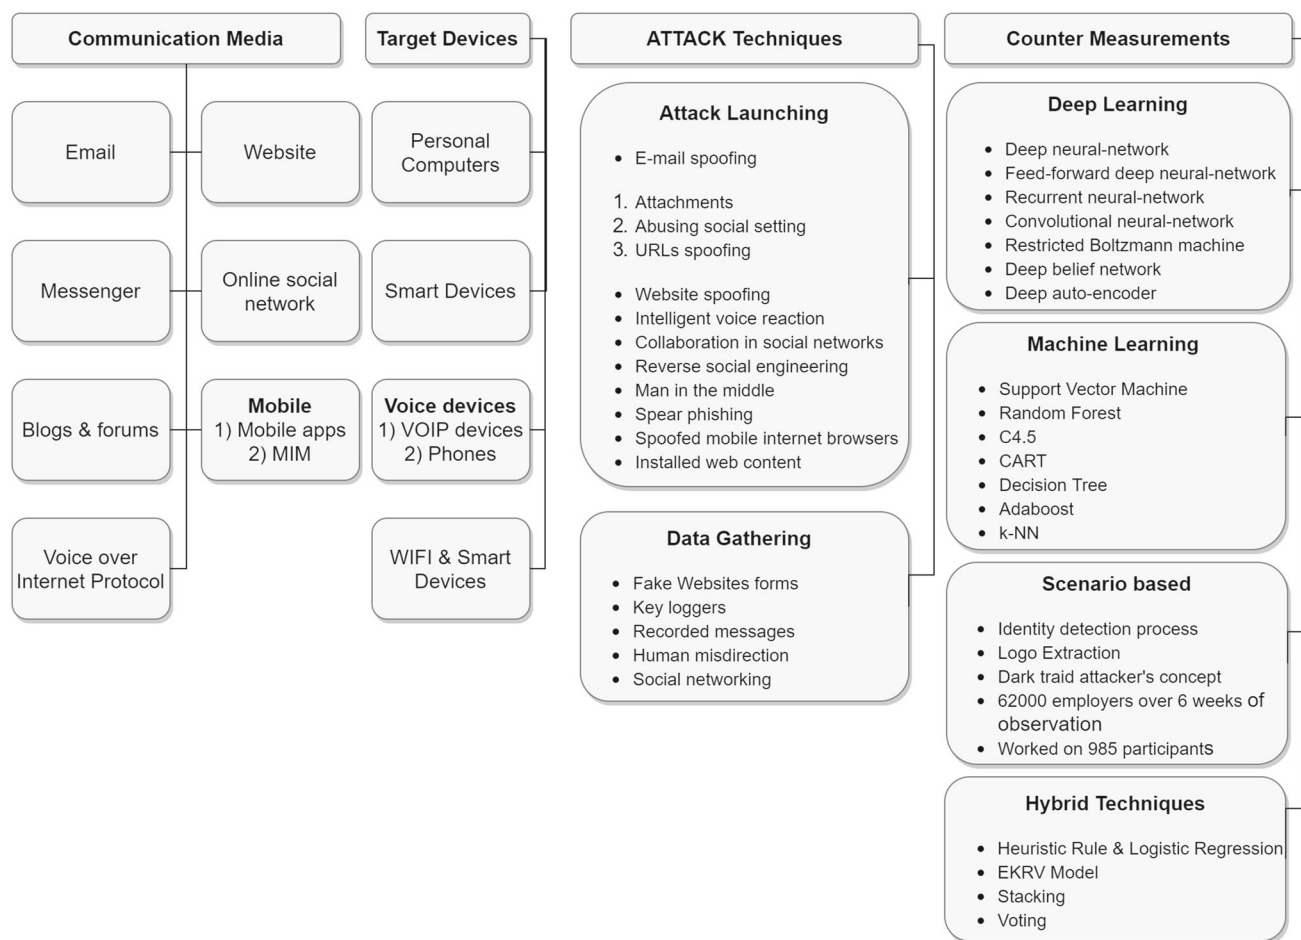 Communication Media
Email
Website
Messenger
Online social
network
Blogs & forums
Mobile
1) Mobile apps
2) MIM
Voice over
Internet Protocol
Target Devices
Personal
Computers
Smart Devices
Voice devices
1) VOIP devices
2) Phones
WIFI & Smart
Devices
ATTACK Techniques
Attack Launching
• E-mail spoofing
1. Attachments
2. Abusing social setting
3. URLs spoofing
• Website spoofing
• Intelligent voice reaction
• Collaboration in social networks
• Reverse social engineering
• Man in the middle
• Spear phishing
• Spoofed mobile internet browsers
• Installed web content
Data Gathering
• Fake Websites forms
• Key loggers
• Recorded messages
• Human misdirection
• Social networking
Counter Measurements
Deep Learning
• Deep neural-network
• Feed-forward deep neural-network
• Recurrent neural-network
• Convolutional neural-network
• Restricted Boltzmann machine
• Deep belief network
• Deep auto-encoder
Machine Learning
• Support Vector Machine
• Random Forest
• C4.5
• CART
• Decision Tree
• Adaboost
• k-NN
Scenario based
• Identity detection process
• Logo Extraction
• Dark traid attacker's concept
• 62000 employers over 6 weeks of
observation
• Worked on 985 participants
Hybrid Techniques
• Heuristic Rule & Logistic Regression
• EKRV Model
• Stacking
• Voting